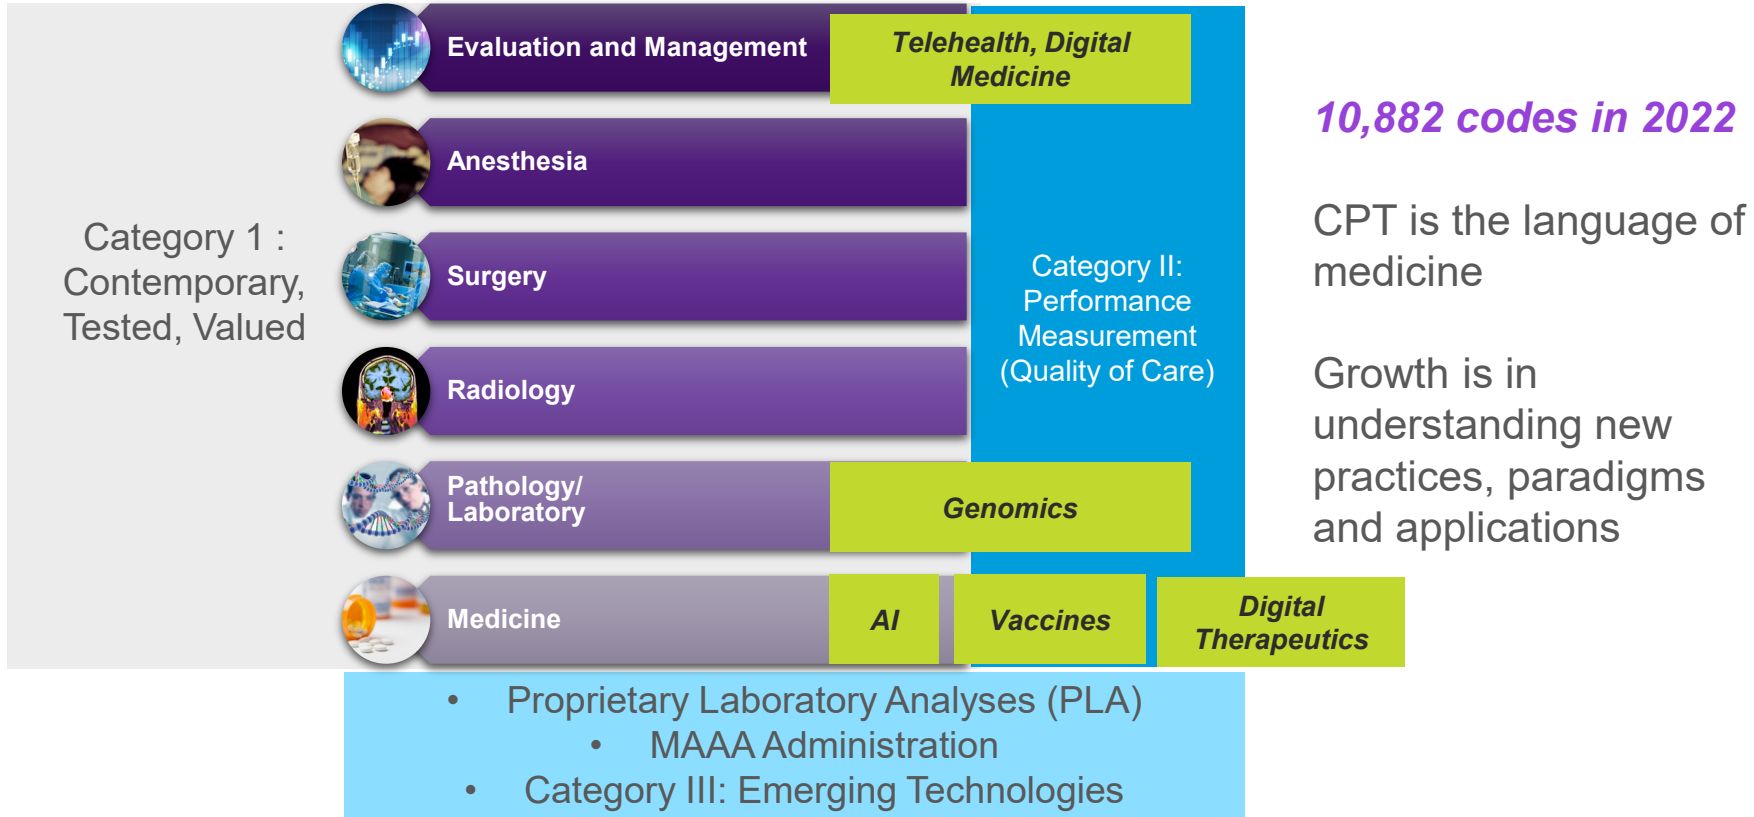 Category 1 :
Contemporary,
Tested, Valued
Evaluation and Management
Telehealth, Digital
Medicine
Anesthesia
Surgery
Radiology
Pathology/
Laboratory
Genomics
Medicine
AI
Vaccines
Digital
Therapeutics
Category II:
Performance
Measurement
(Quality of Care)
• Proprietary Laboratory Analyses (PLA)
• MAAA Administration
• Category III: Emerging Technologies
10,882 codes in 2022
CPT is the language of
medicine
Growth is in
understanding new
practices, paradigms
and applications